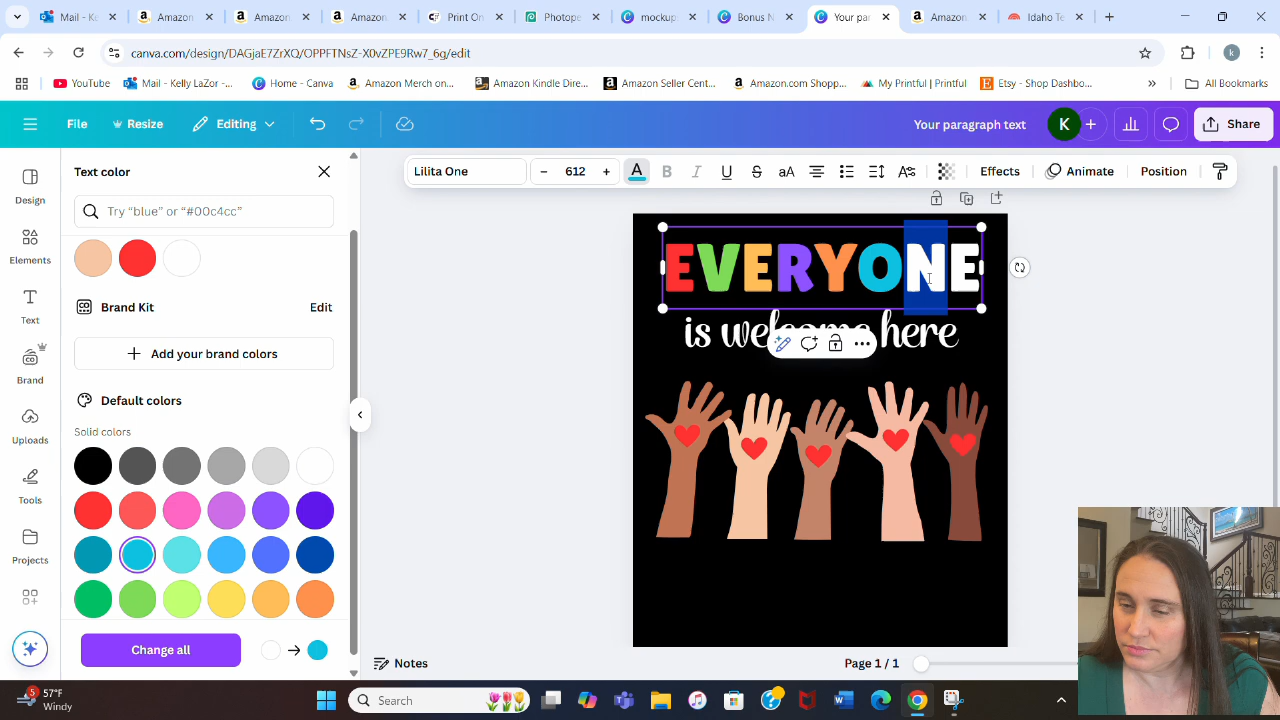 Mail - K
Amazon
Amazon
Amazon
Print On
Photope
mockup
Bonus N
Your par
Amazon
Idaho To
canva.com/design/DAGjaE7ZrXQ/OPPFTNsZ-X0vZPE9Rw7_6g/edit
k
YouTube
Mail - Kelly LaZor -...
Home - Canva
Amazon Merch on...
Amazon Kindle Dire...
Amazon Seller Cent...
Amazon.com Shopp...
My Printful | Printful
Etsy - Shop Dashbo...
All Bookmarks
File
Resize
Editing
Your paragraph text
K
Share
Design
Elements
Text
Brand
Uploads
Tools
Projects
Text color
Try “blue” or “#00c4cc”
Brand Kit
Edit
Add your brand colors
Default colors
Solid colors
Change all
Lilita One
– 612 +
A B I U S aA
Effects
Animate
Position
EVERYONE
is welcome here
Notes
Page 1 / 1
5
57°F
Windy
Search